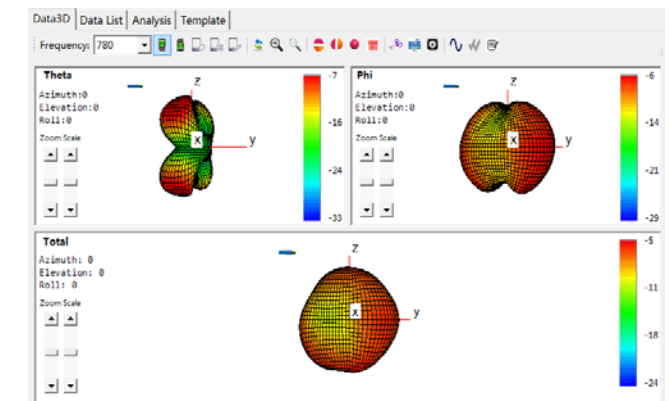 Data3D Data List Analysis Template
Frequency: 780
Theta
Azimuth:0
Elevation:0
Roll:0
Zoom Scale
z
x
y
-7
-16
-24
-33
Phi
Azimuth:0
Elevation:0
Roll:0
Zoom Scale
z
x
y
-6
-14
-21
-29
Total
Azimuth: 0
Elevation: 0
Roll: 0
Zoom Scale
z
x
y
-5
-11
-18
-24